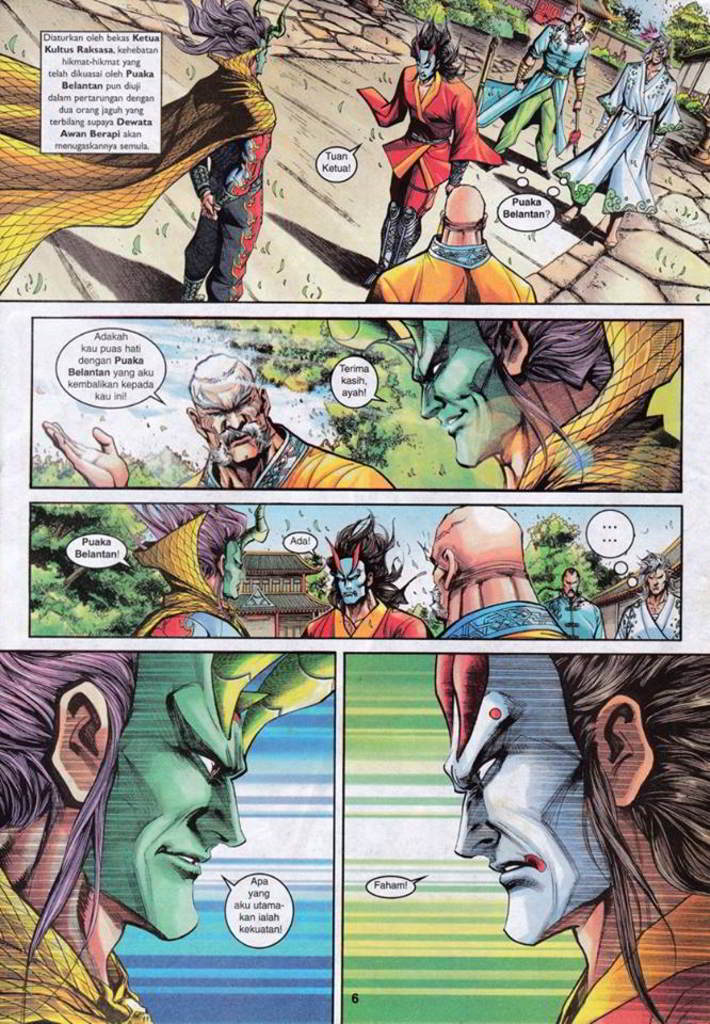 Diaturkan oleh bekas Ketua
Kultus Raksasa, kehebatan
hikmat-hikmat yang
telah dikuasai oleh Puaka
Belantan pun diuji
dalam pertarungan dengan
dua orang jaguh yang
terbilang supaya Dewata
Awan Berapi akan
menugaskannya semula.
Tuan
Ketua!
Puaka
Belantan?
Adakah
kau puas hati
dengan Puaka
Belantan yang aku
kembalikan kepada
kau ini!
Terima
kasih,
ayah!
Puaka
Belantan!
Ada!
...
...
Apa
yang
aku utama-
kan ialah
kekuatan!
Faham!
6